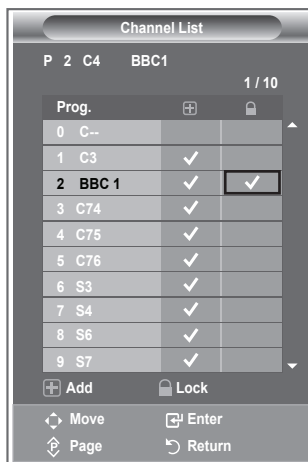 Channel List
P 2 C4 BBC1
1 / 10
Prog.
0 C--
1 C3
2 BBC 1
3 C74
4 C75
5 C76
6 S3
7 S4
8 S6
9 S7
Add Lock
Move Enter
Page Return